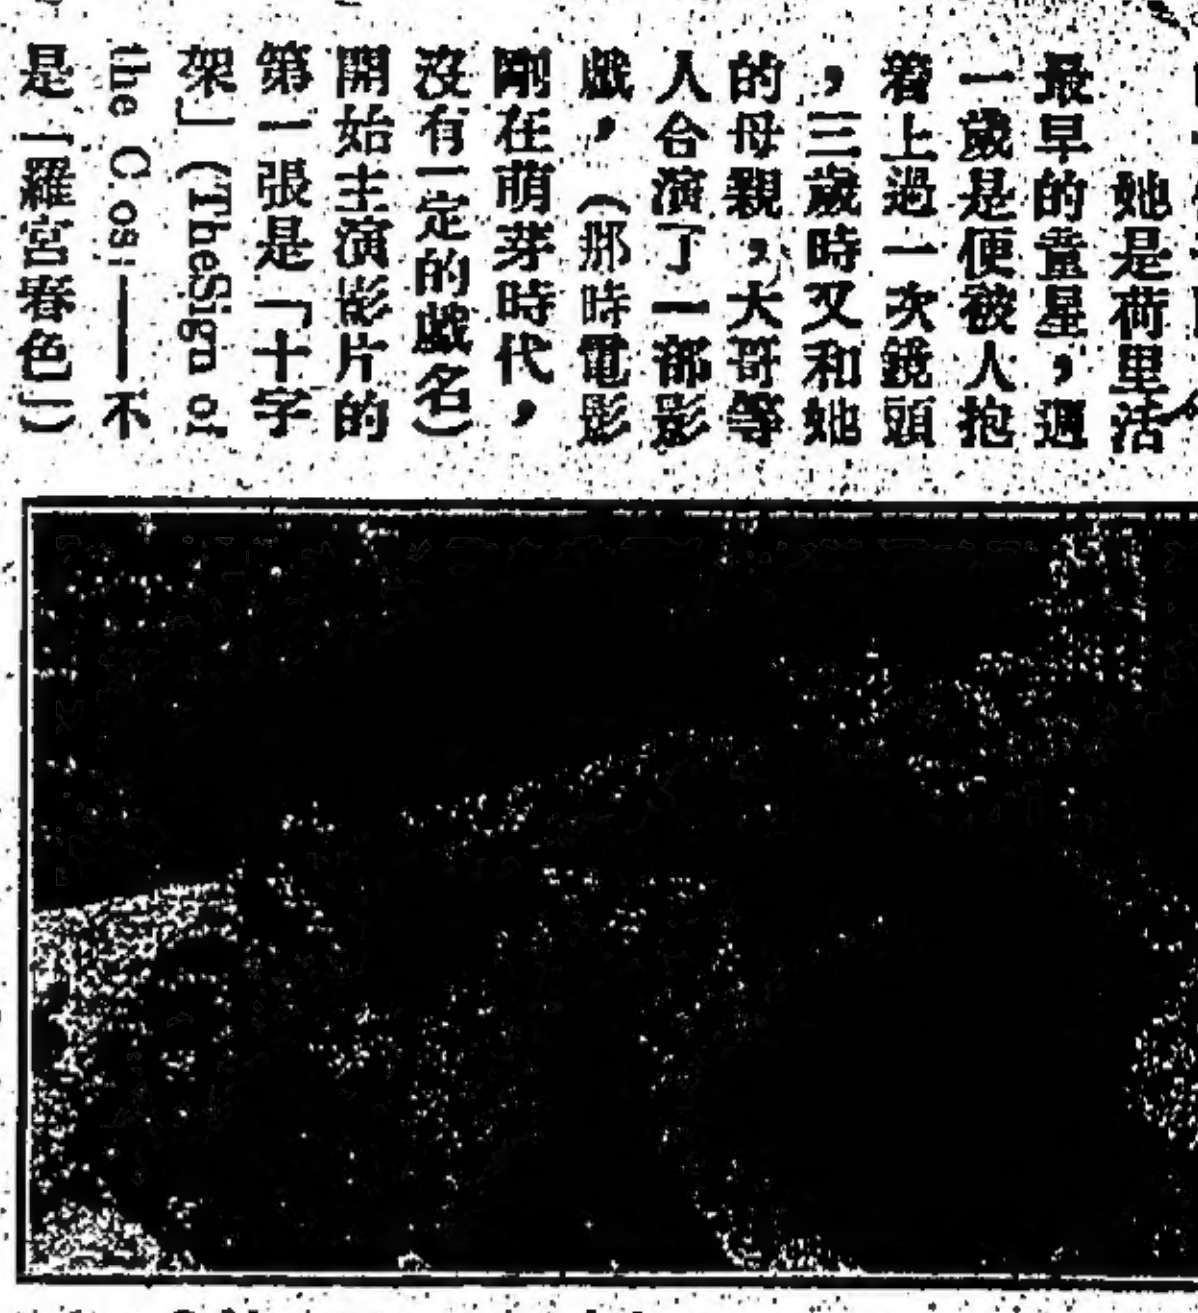 她是荷里活
最早的童星,週
一歲是便被人抱
着上過一次鏡頭
,三歲時又和她
的母親,大哥等
人合演了一部影
戲,(那時電影
剛在萌芽時代,
沒有一定的戲名)
開始主演影片的
第一張是「十字
架」(TheSign of
the C.os:——不
是「羅宮春色」)